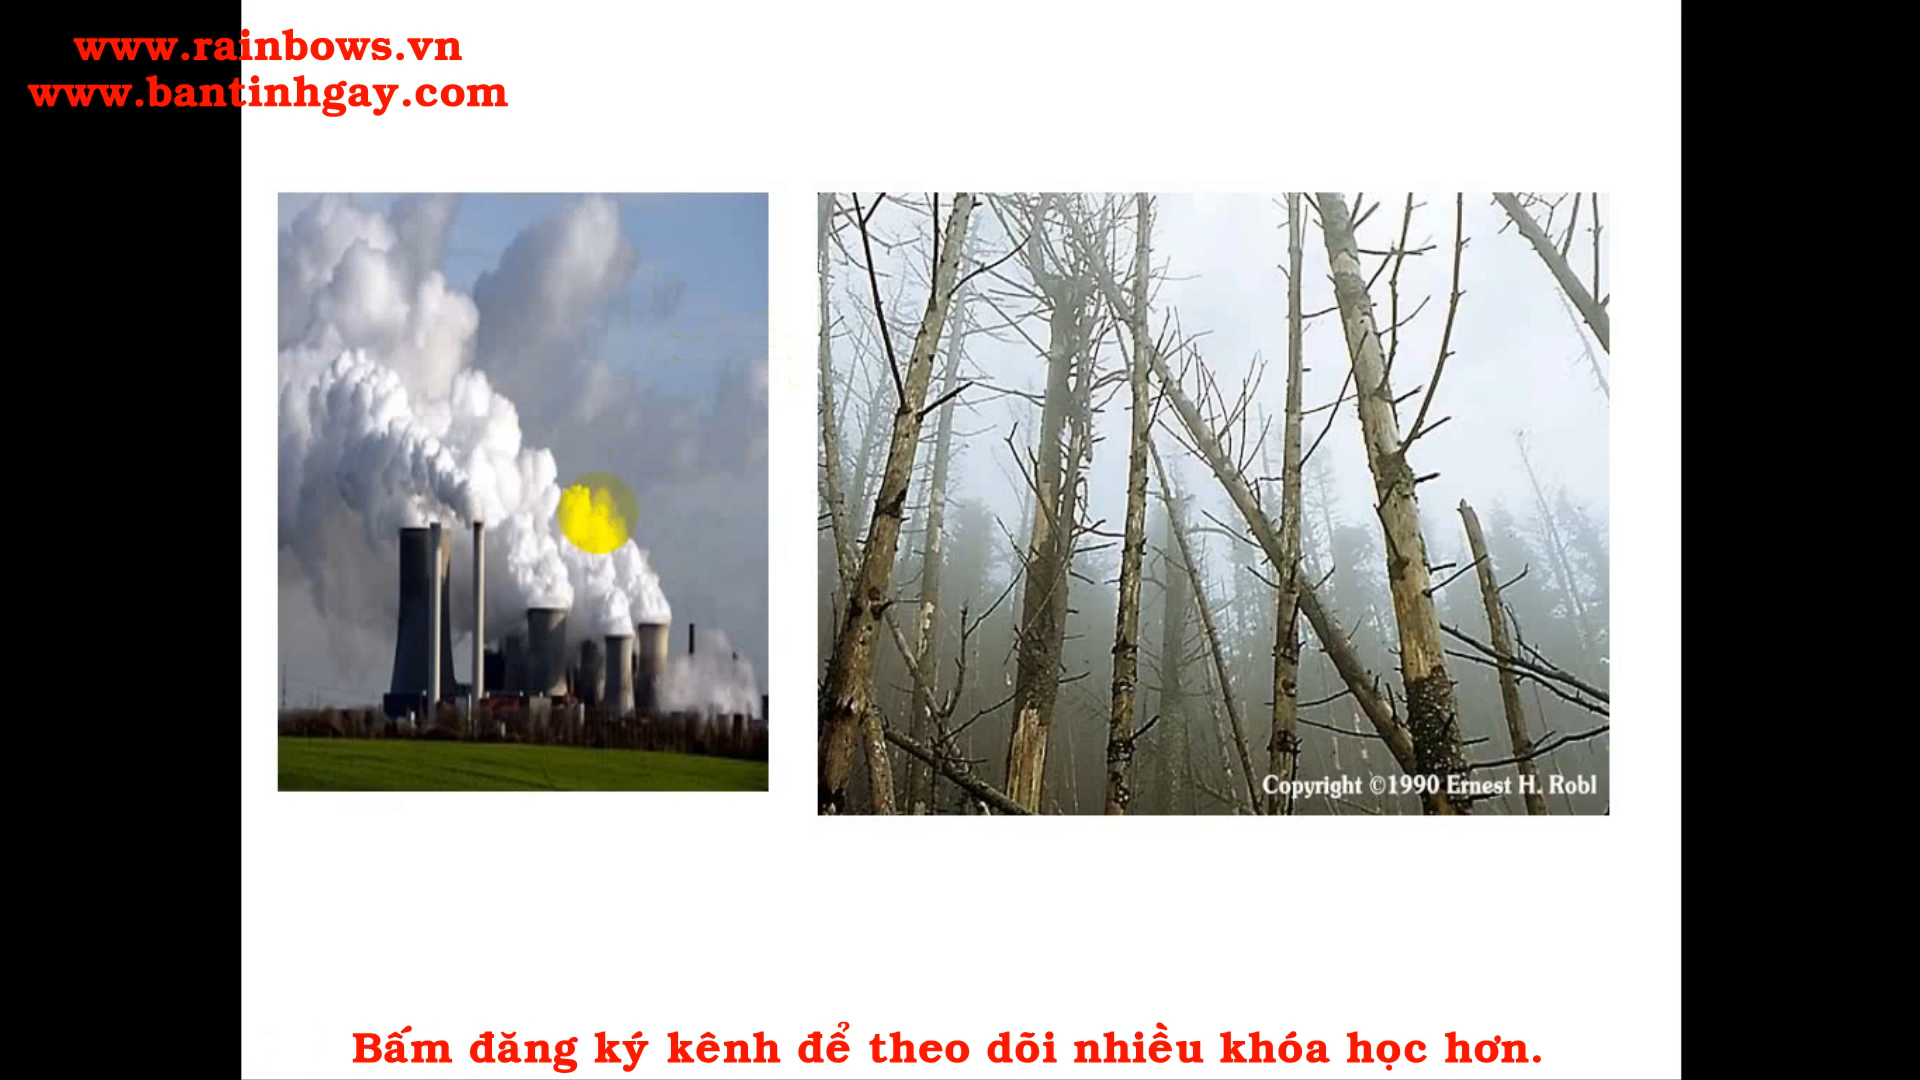 www.rainbows.vn
www.bantinhgay.com
Copyright ©1990 Ernest H. Robl
Bấm đăng ký kênh để theo dõi nhiều khóa học hơn.